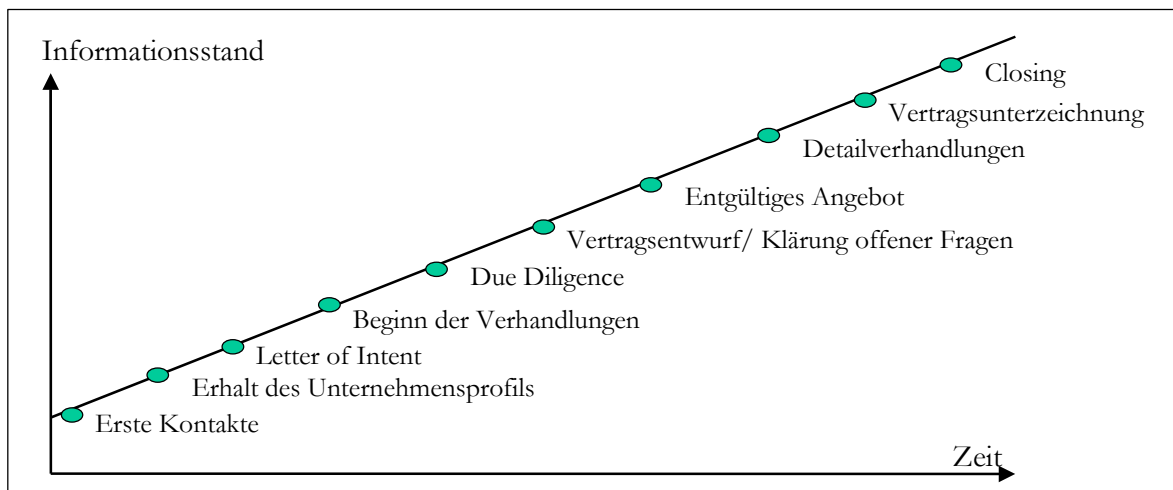 Informationsstand
Closing
Vertragsunterzeichnung
Detailverhandlungen
Entgültiges Angebot
Vertragsentwurf/ Klärung offener Fragen
Due Diligence
Beginn der Verhandlungen
Letter of Intent
Erhalt des Unternehmensprofils
Erste Kontakte
Zeit